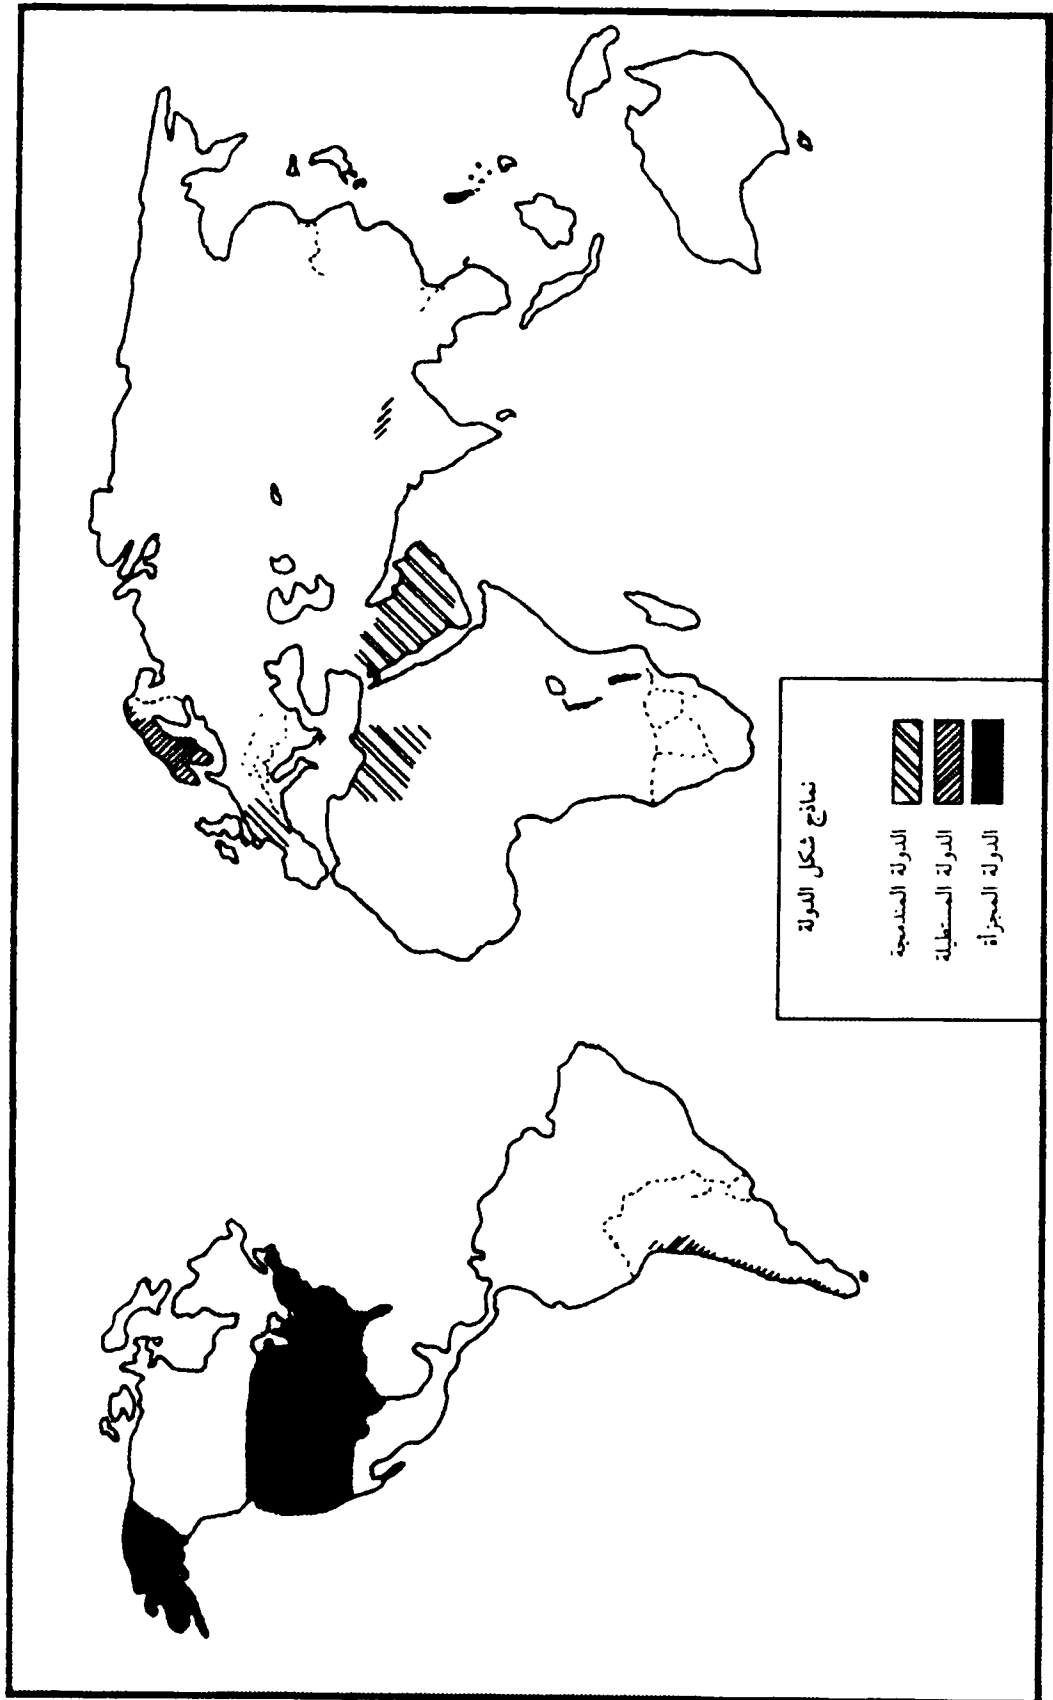 نماذج شكل الدولة
الدولة المندمجة
الدولة المستطيلة
الدولة المجزأة